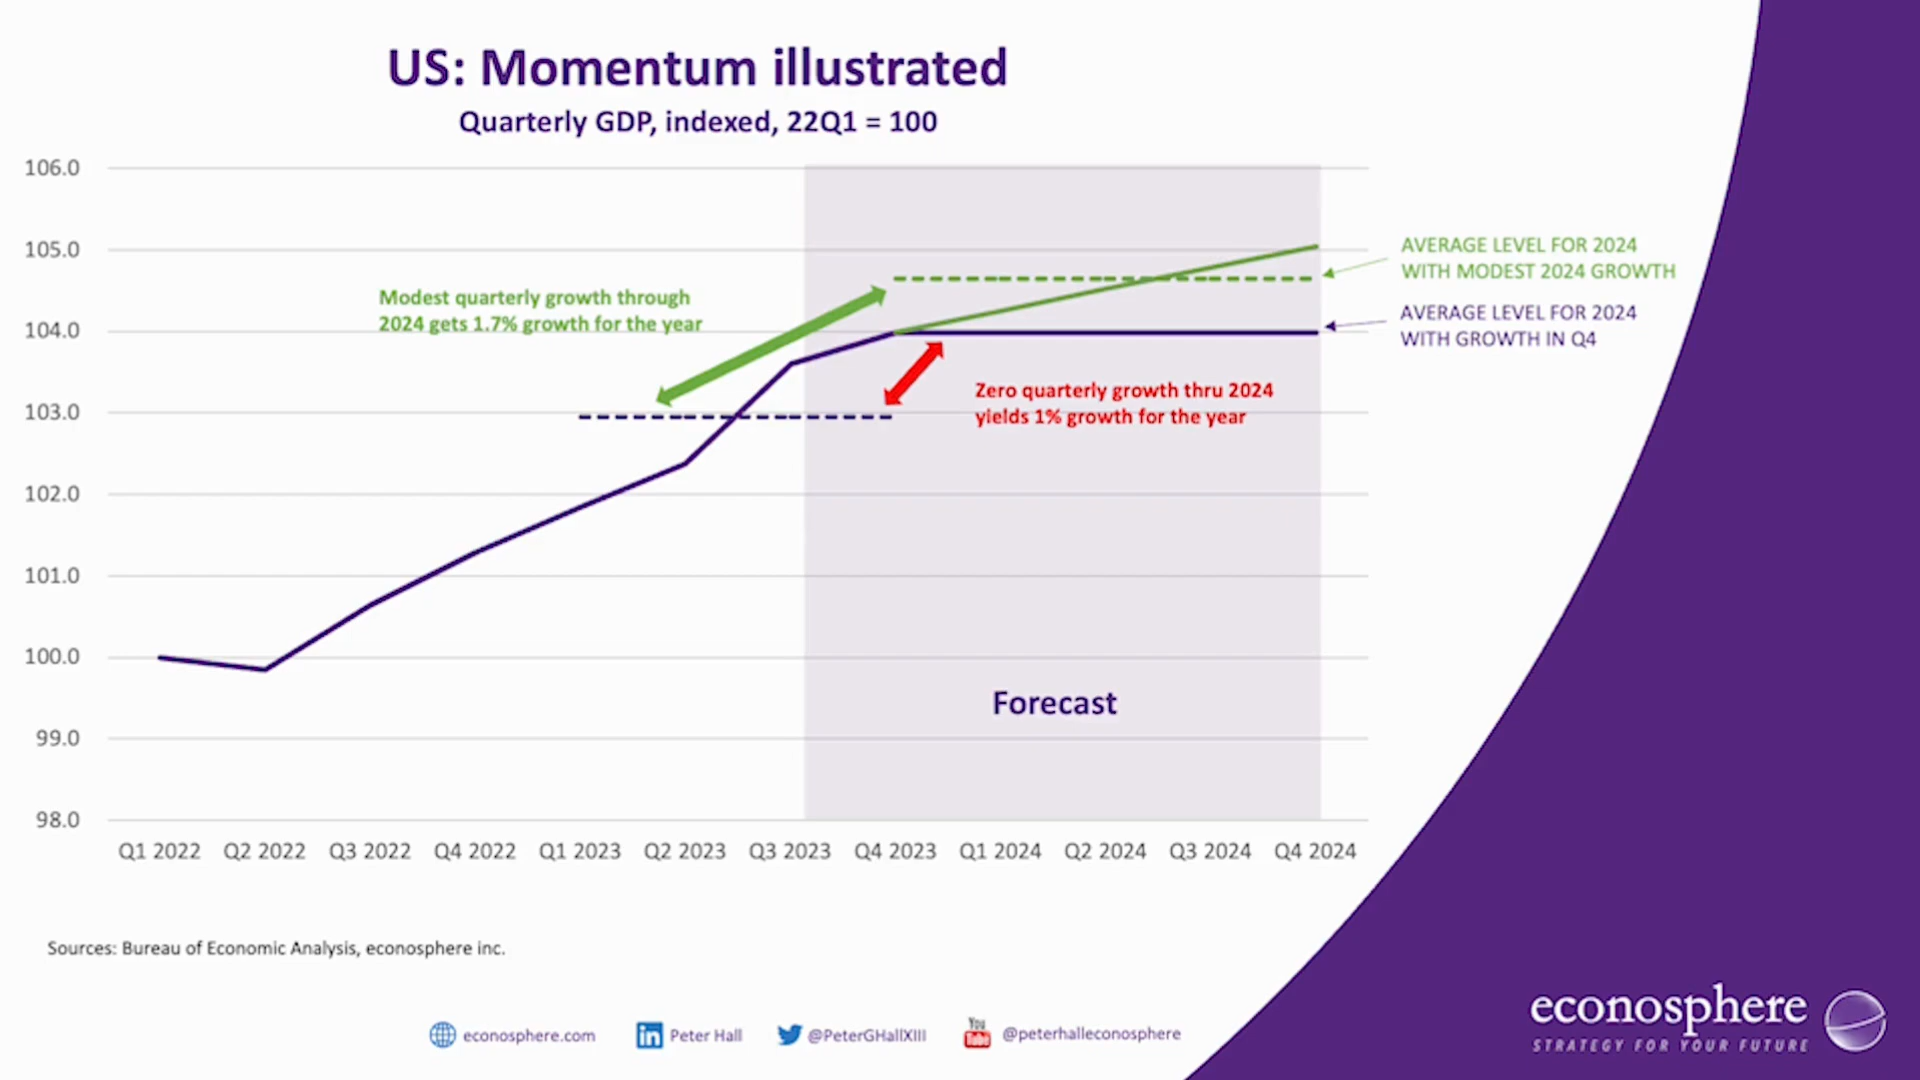 US: Momentum illustrated
Quarterly GDP, indexed, 22Q1 = 100
106.0
105.0
104.0
103.0
102.0
101.0
100.0
99.0
98.0
Modest quarterly growth through
2024 gets 1.7% growth for the year
AVERAGE LEVEL FOR 2024
WITH MODEST 2024 GROWTH
AVERAGE LEVEL FOR 2024
WITH GROWTH IN Q4
Zero quarterly growth thru 2024
yields 1% growth for the year
Forecast
Q1 2022 Q2 2022 Q3 2022 Q4 2022 Q1 2023 Q2 2023 Q3 2023 Q4 2023 Q1 2024 Q2 2024 Q3 2024 Q4 2024
Sources: Bureau of Economic Analysis, econosphere inc.
econosphere.com in Peter Hall @PeterGHallXIII You Tube @peterhalleconosphere
econosphere
STRATEGY FOR YOUR FUTURE